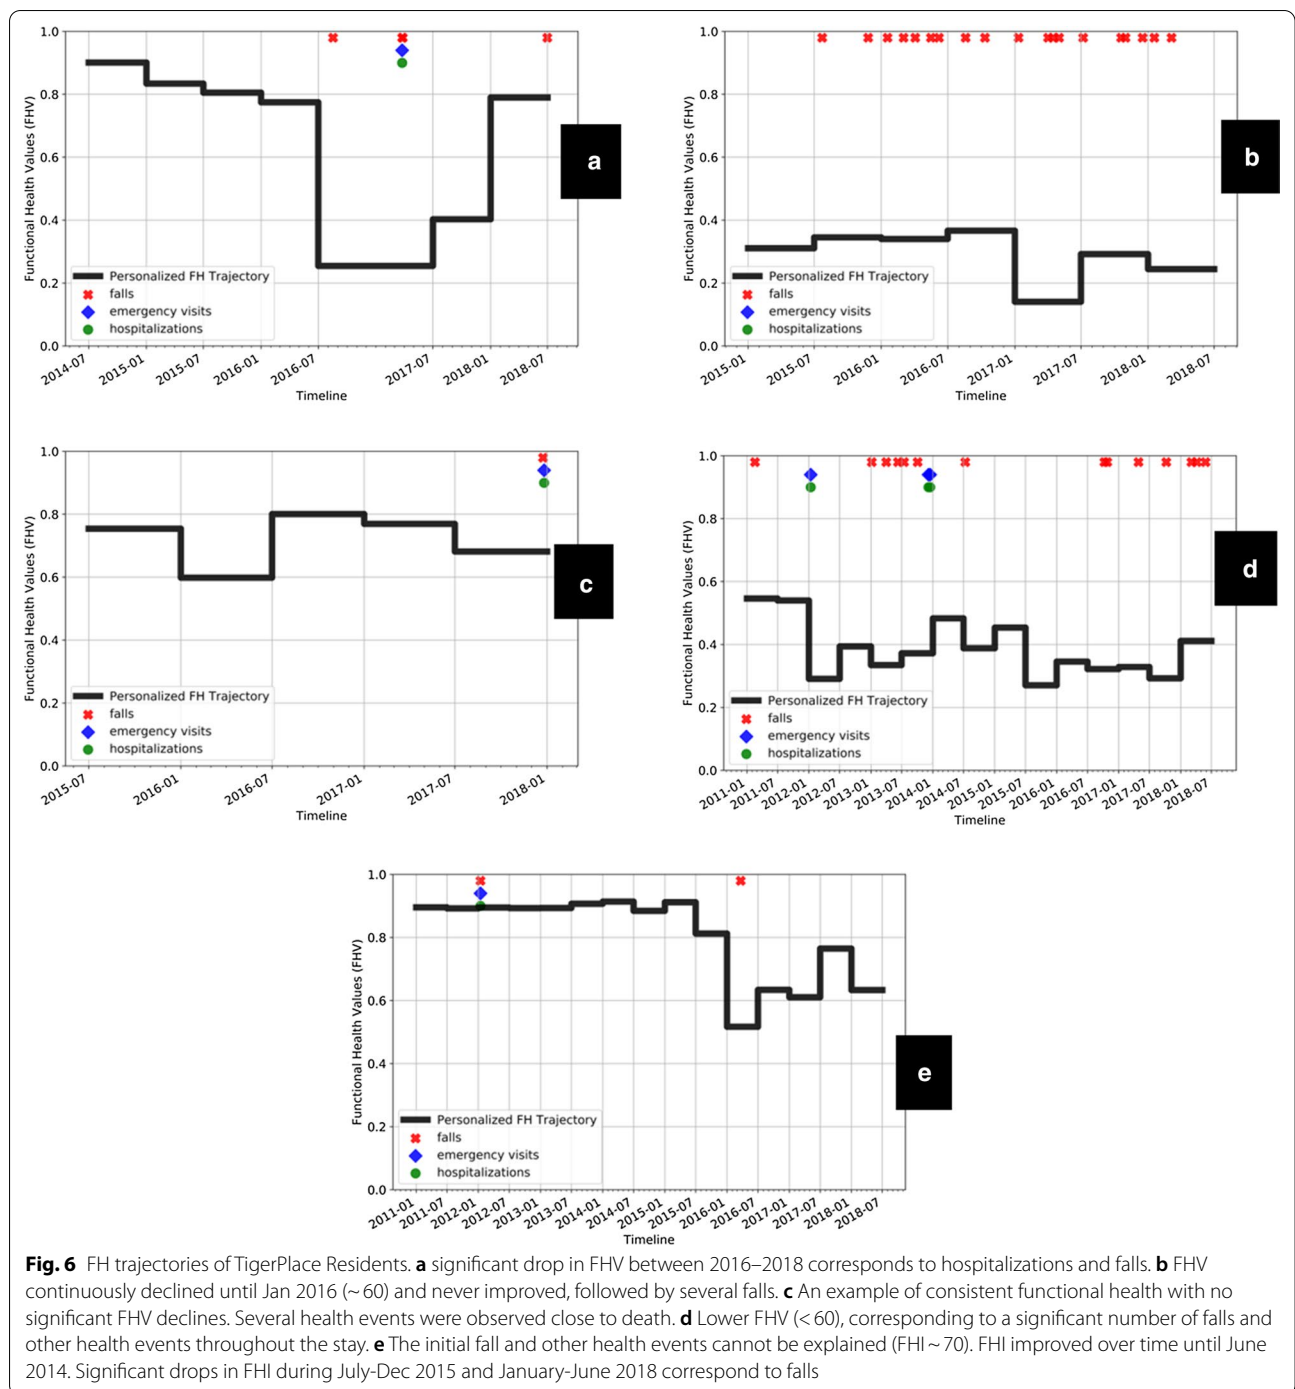 1.0
0.8
0.6
0.4
0.2
0.0
Functional Health Values (FHV)
Personalized FH Trajectory
falls
emergency visits
hospitalizations
2014-07
2015-01
2015-07
2016-01
2016-07
2017-07
2018-01
2018-07
Timeline
a
1.0
0.8
0.6
0.4
0.2
0.0
Functional Health Values (FHV)
Personalized FH Trajectory
falls
emergency visits
hospitalizations
2015-01
2015-07
2016-01
2016-07
2017-01
2017-07
2018-01
2018-07
Timeline
b
1.0
0.8
0.6
0.4
0.2
0.0
Functional Health Values (FHV)
Personalized FH Trajectory
falls
emergency visits
hospitalizations
2015-07
2016-01
2016-07
2017-01
2017-07
2018-01
Timeline
c
1.0
0.8
0.6
0.4
0.2
0.0
Functional Health Values (FHV)
Personalized FH Trajectory
falls
emergency visits
hospitalizations
2011-01
2011-07
2012-01
2012-07
2013-01
2013-07
2014-01
2014-07
2015-01
2015-07
2016-01
2016-07
2017-01
2017-07
2018-01
2018-07
Timeline
d
1.0
0.8
0.6
0.4
0.2
0.0
Functional Health Values (FHV)
Personalized FH Trajectory
falls
emergency visits
hospitalizations
2011-01
2011-07
2012-01
2012-07
2013-01
2013-07
2014-01
2014-07
2015-01
2015-07
2016-01
2016-07
2017-01
2017-07
2018-01
2018-07
Timeline
e
Fig. 6 FH trajectories of TigerPlace Residents. a significant drop in FHV between 2016–2018 corresponds to hospitalizations and falls. b FHV
continuously declined until Jan 2016 (~ 60) and never improved, followed by several falls. c An example of consistent functional health with no
significant FHV declines. Several health events were observed close to death. d Lower FHV (< 60), corresponding to a significant number of falls and
other health events throughout the stay. e The initial fall and other health events cannot be explained (FHI ~ 70). FHI improved over time until June
2014. Significant drops in FHI during July-Dec 2015 and January-June 2018 correspond to falls